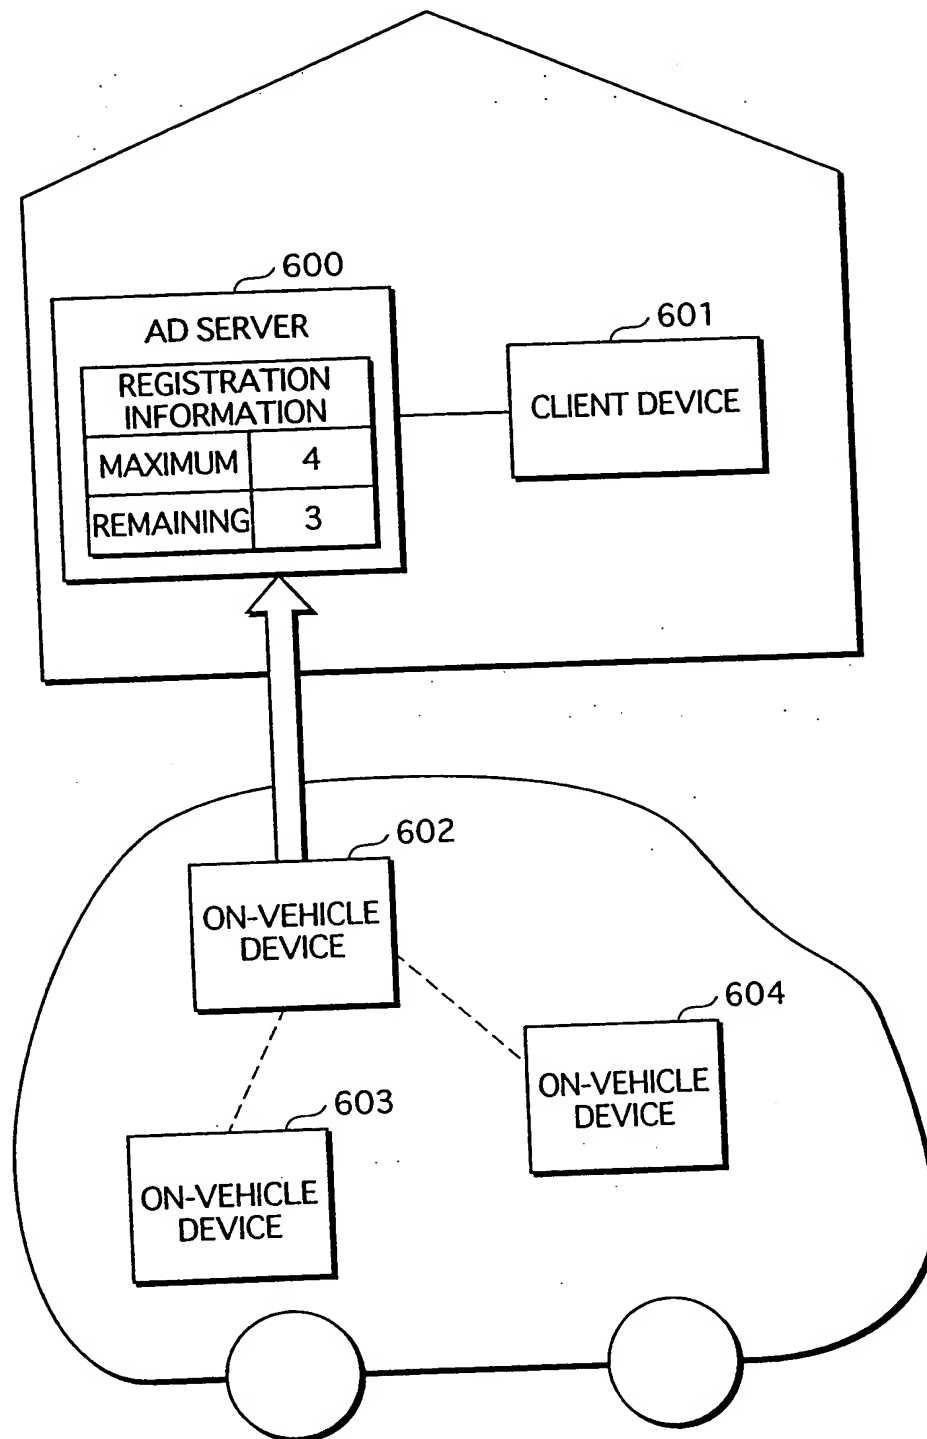 600
AD SERVER
REGISTRATION
INFORMATION
MAXIMUM 4
REMAINING 3
601
CLIENT DEVICE
602
ON-VEHICLE
DEVICE
604
ON-VEHICLE
DEVICE
603
ON-VEHICLE
DEVICE